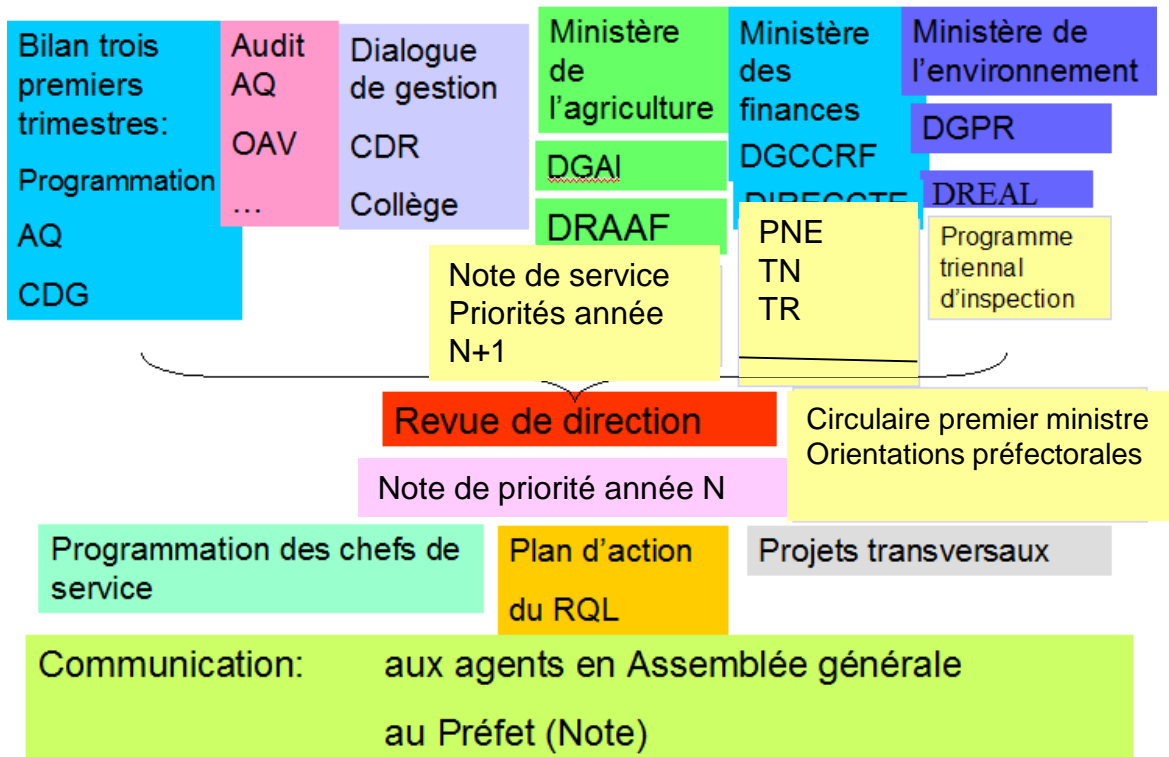 Bilan trois
premiers
trimestres:
Programmation
AQ
CDG
Audit
AQ
OAV
...
Dialogue
de gestion
CDR
Collège
Ministère
de
l'agriculture
DGAl
DRAAF
Ministère
des
finances
DGCCRF
DIRECCTE
Ministère de
l'environnement
DGPR
DREAL
Note de service
Priorités année
N+1
PNE
TN
TR
Programme
triennal
d'inspection
Revue de direction
Circulaire premier ministre
Orientations préfectorales
Note de priorité année N
Programmation des chefs de
service
Plan d'action
du RQL
Projets transversaux
Communication: aux agents en Assemblée générale
au Préfet (Note)